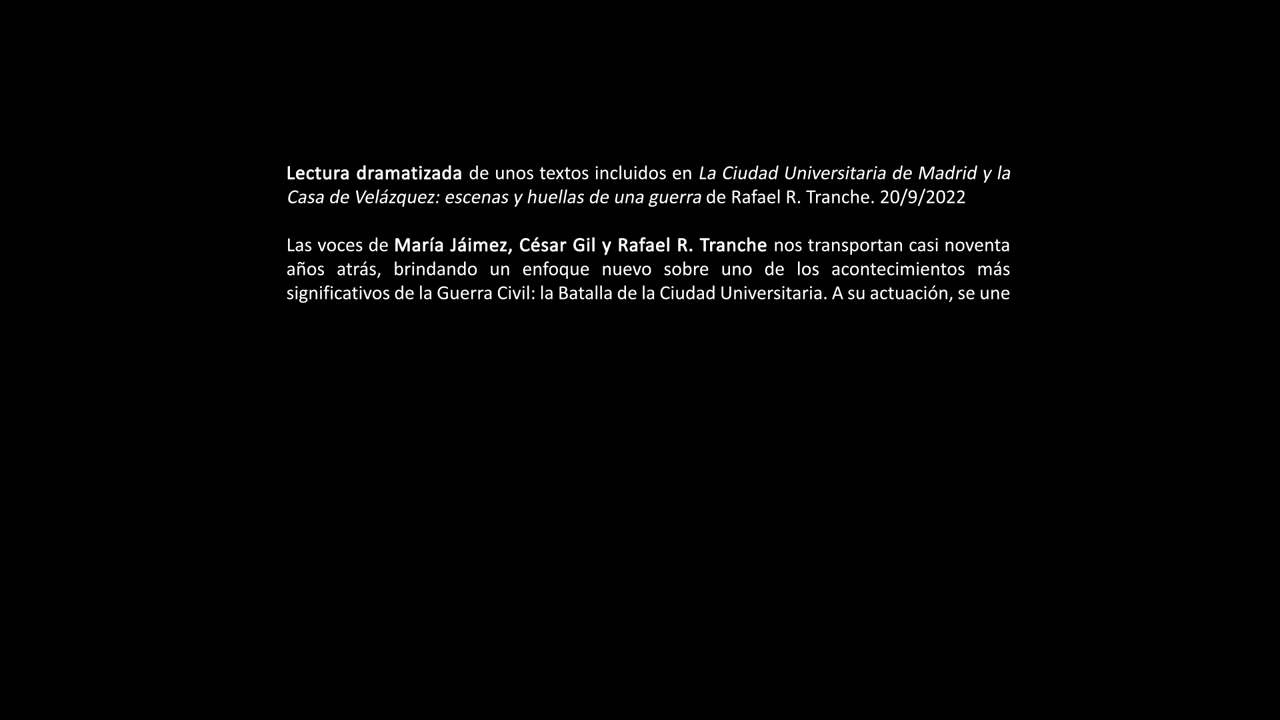 Lectura dramatizada de unos textos incluidos en La Ciudad Universitaria de Madrid y la
Casa de Velázquez: escenas y huellas de una guerra de Rafael R. Tranche. 20/9/2022
Las voces de María Jáimez, César Gil y Rafael R. Tranche nos transportan casi noventa
años atrás, brindando un enfoque nuevo sobre uno de los acontecimientos más
significativos de la Guerra Civil: la Batalla de la Ciudad Universitaria. A su actuación, se une